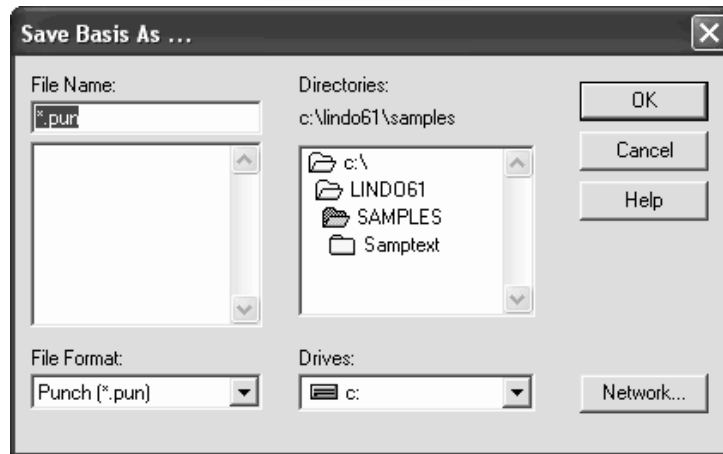 Save Basis As ...
File Name:
*.pun
Directories:
c:\lindo61\samples
c:\
LINDO61
SAMPLES
Samptext
OK
Cancel
Help
File Format:
Punch (*.pun)
Drives:
c:
Network...